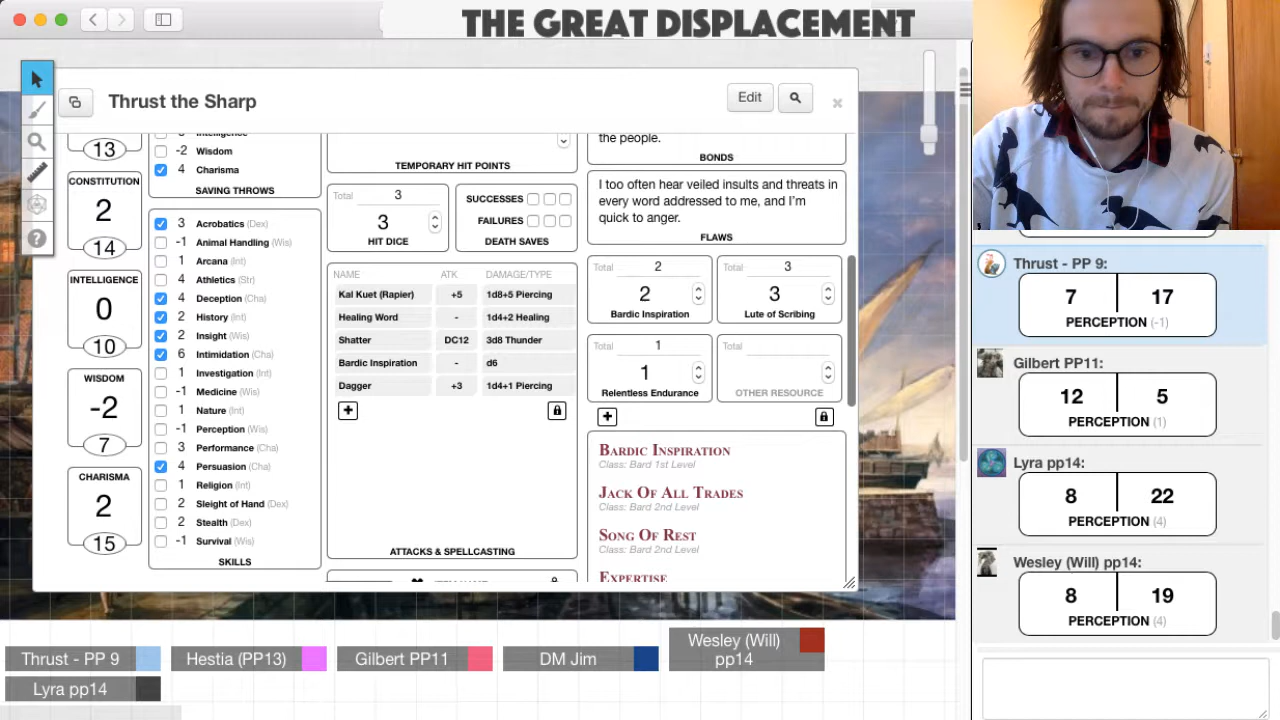 THE GREAT DISPLACEMENT
Thrust the Sharp
Edit
13
CONSTITUTION
2
14
INTELLIGENCE
0
10
WISDOM
-2
7
CHARISMA
2
15
-2 Wisdom
4 Charisma
SAVING THROWS
3 Acrobatics (Dex)
-1 Animal Handling (Wis)
1 Arcana (Int)
4 Athletics (Str)
4 Deception (Cha)
2 History (Int)
2 Insight (Wis)
6 Intimidation (Cha)
1 Investigation (Int)
-1 Medicine (Wis)
1 Nature (Int)
-1 Perception (Wis)
3 Performance (Cha)
4 Persuasion (Cha)
1 Religion (Int)
2 Sleight of Hand (Dex)
2 Stealth (Dex)
-1 Survival (Wis)
SKILLS
TEMPORARY HIT POINTS
Total 3
3
HIT DICE
SUCCESSES
FAILURES
DEATH SAVES
NAME ATK DAMAGE/TYPE
Kal Kuet (Rapier) +5 1d8+5 Piercing
Healing Word - 1d4+2 Healing
Shatter DC12 3d8 Thunder
Bardic Inspiration - d6
Dagger +3 1d4+1 Piercing
ATTACKS & SPELLCASTING
the people.
BONDS
I too often hear veiled insults and threats in
every word addressed to me, and I'm
quick to anger.
FLAWS
Total 2
2
Bardic Inspiration
Total 3
3
Lute of Scribing
Total 1
1
Relentless Endurance
Total
OTHER RESOURCE
BARDIC INSPIRATION
Class: Bard 1st Level
JACK OF ALL TRADES
Class: Bard 2nd Level
SONG OF REST
Class: Bard 2nd Level
EXPERTISE
Thrust - PP 9
Hestia (PP13)
Gilbert PP11
DM Jim
Wesley (Will)
pp14
Lyra pp14
Thrust - PP 9:
7 17
PERCEPTION (-1)
Gilbert PP11:
12 5
PERCEPTION (1)
Lyra pp14:
8 22
PERCEPTION (4)
Wesley (Will) pp14:
8 19
PERCEPTION (4)